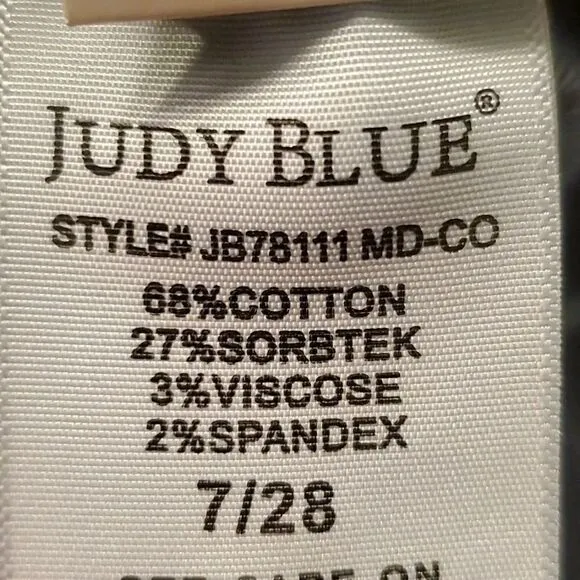 JUDY BLUE®
STYLE# JB78111 MD-CO
68%COTTON
27%SORBTEK
3%VISCOSE
2%SPANDEX
7/28